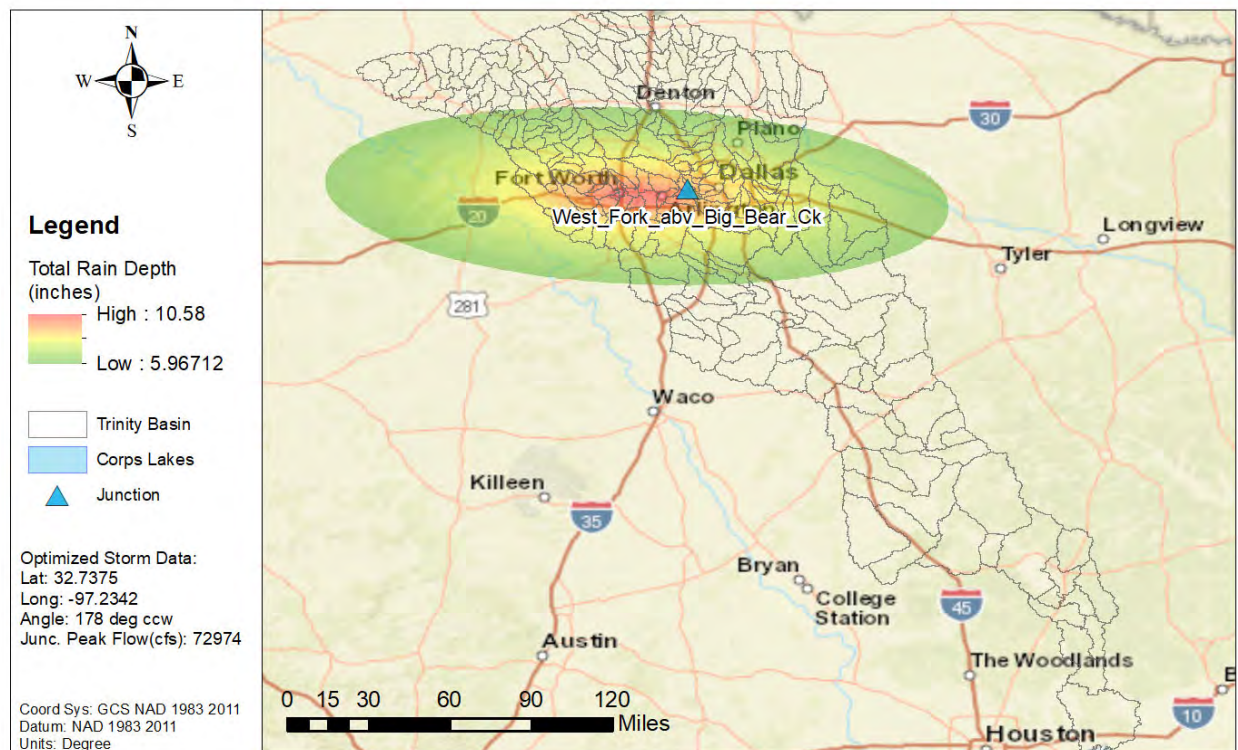 N
W E
S
Legend
Total Rain Depth
(inches)
High : 10.58
Low : 5.96712
Trinity Basin
Corps Lakes
Junction
Optimized Storm Data:
Lat: 32.7375
Long: -97.2342
Angle: 178 deg ccw
Junc. Peak Flow(cfs): 72974
Coord Sys: GCS NAD 1983 2011
Datum: NAD 1983 2011
Units: Degree
Denton
30
Plano
Fort Worth
Dallas
20
West_Fork_abv_Big_Bear_Ck
Longview
Tyler
281
Waco
Killeen
35
Bryan
College
Station
45
Austin
The Woodlands
10
Houston
0 15 30 60 90 120
Miles